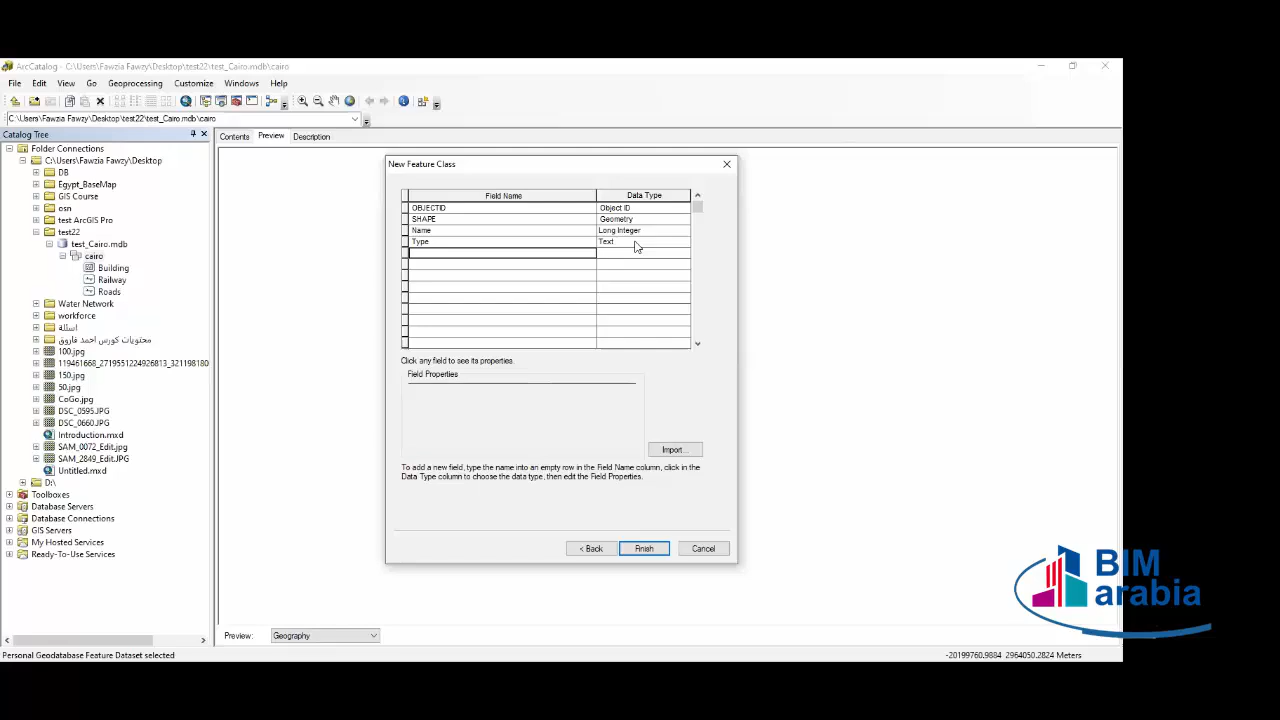 ArcCatalog - C:\Users\Fawzia Fawzy\Desktop\test22\test_Cairo.mdb\cairo
File Edit View Go Geoprocessing Customize Windows Help
C:\Users\Fawzia Fawzy\Desktop\test22\test_Cairo.mdb\cairo
Catalog Tree
Folder Connections
C:\Users\Fawzia Fawzy\Desktop
DB
Egypt_BaseMap
GIS Course
osn
test ArcGIS Pro
test22
test_Cairo.mdb
cairo
Building
Railway
Roads
Water Network
workforce
اسئلة
محتويات كورس احمد فاروق
100.jpg
119461668_2719551224926813_321198180
150.jpg
50.jpg
CoGo.jpg
DSC_0595.JPG
DSC_0660.JPG
Introduction.mxd
SAM_0072_Edit.jpg
SAM_2849_Edit.JPG
Untitled.mxd
D:\
Toolboxes
Database Servers
Database Connections
GIS Servers
My Hosted Services
Ready-To-Use Services
Contents Preview Description
New Feature Class
Field Name Data Type
OBJECTID Object ID
SHAPE Geometry
Name Long Integer
Type Text
Click any field to see its properties.
Field Properties
Import...
To add a new field, type the name into an empty row in the Field Name column, click in the
Data Type column to choose the data type, then edit the Field Properties.
< Back Finish Cancel
BIM
arabia
Preview: Geography
Personal Geodatabase Feature Dataset selected
-20199760.9884 2964050.2824 Meters